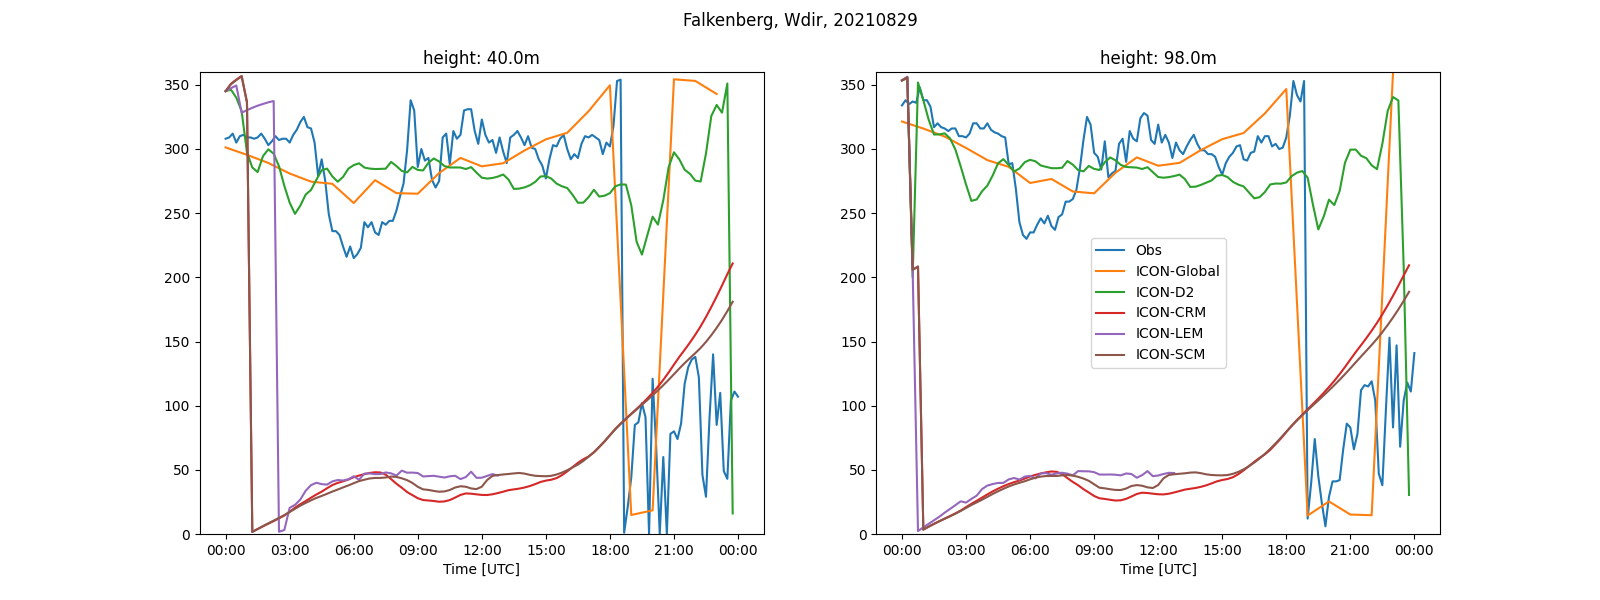 Falkenberg, Wdir, 20210829
height: 40.0m
350
300
250
200
150
100
50
0
00:00 03:00 06:00 09:00 12:00 15:00 18:00 21:00 00:00
Time [UTC]
height: 98.0m
350
300
250
200
150
100
50
0
Obs
ICON-Global
ICON-D2
ICON-CRM
ICON-LEM
ICON-SCM
00:00 03:00 06:00 09:00 12:00 15:00 18:00 21:00 00:00
Time [UTC]